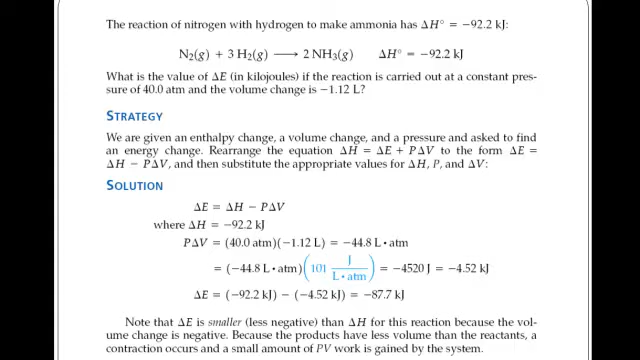 The reaction of nitrogen with hydrogen to make ammonia has ΔH° = −92.2 kJ:
N₂(g) + 3 H₂(g) ⟶ 2 NH₃(g)    ΔH° = −92.2 kJ
What is the value of ΔE (in kilojoules) if the reaction is carried out at a constant pres-
sure of 40.0 atm and the volume change is −1.12 L?
STRATEGY
We are given an enthalpy change, a volume change, and a pressure and asked to find
an energy change. Rearrange the equation ΔH = ΔE + PΔV to the form ΔE =
ΔH − PΔV, and then substitute the appropriate values for ΔH, P, and ΔV:
SOLUTION
ΔE = ΔH − PΔV
where ΔH = −92.2 kJ
PΔV = (40.0 atm)(−1.12 L) = −44.8 L•atm
= (−44.8 L•atm)(101 J/L•atm) = −4520 J = −4.52 kJ
ΔE = (−92.2 kJ) − (−4.52 kJ) = −87.7 kJ
Note that ΔE is smaller (less negative) than ΔH for this reaction because the vol-
ume change is negative. Because the products have less volume than the reactants, a
contraction occurs and a small amount of PV work is gained by the system.